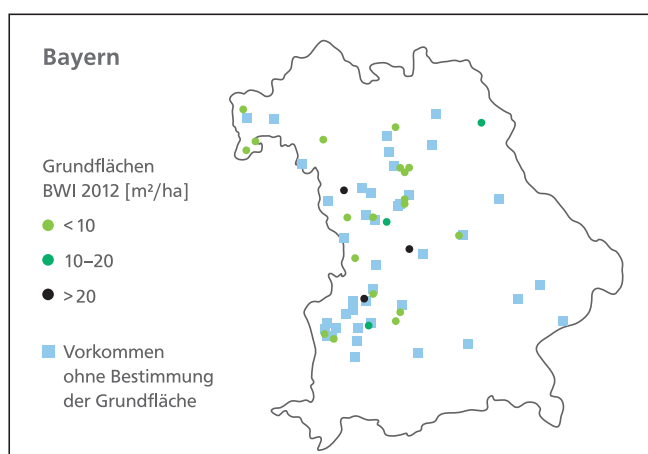 Bayern
Grundflächen
BWI 2012 [m²/ha]
< 10
10–20
> 20
Vorkommen
ohne Bestimmung
der Grundfläche